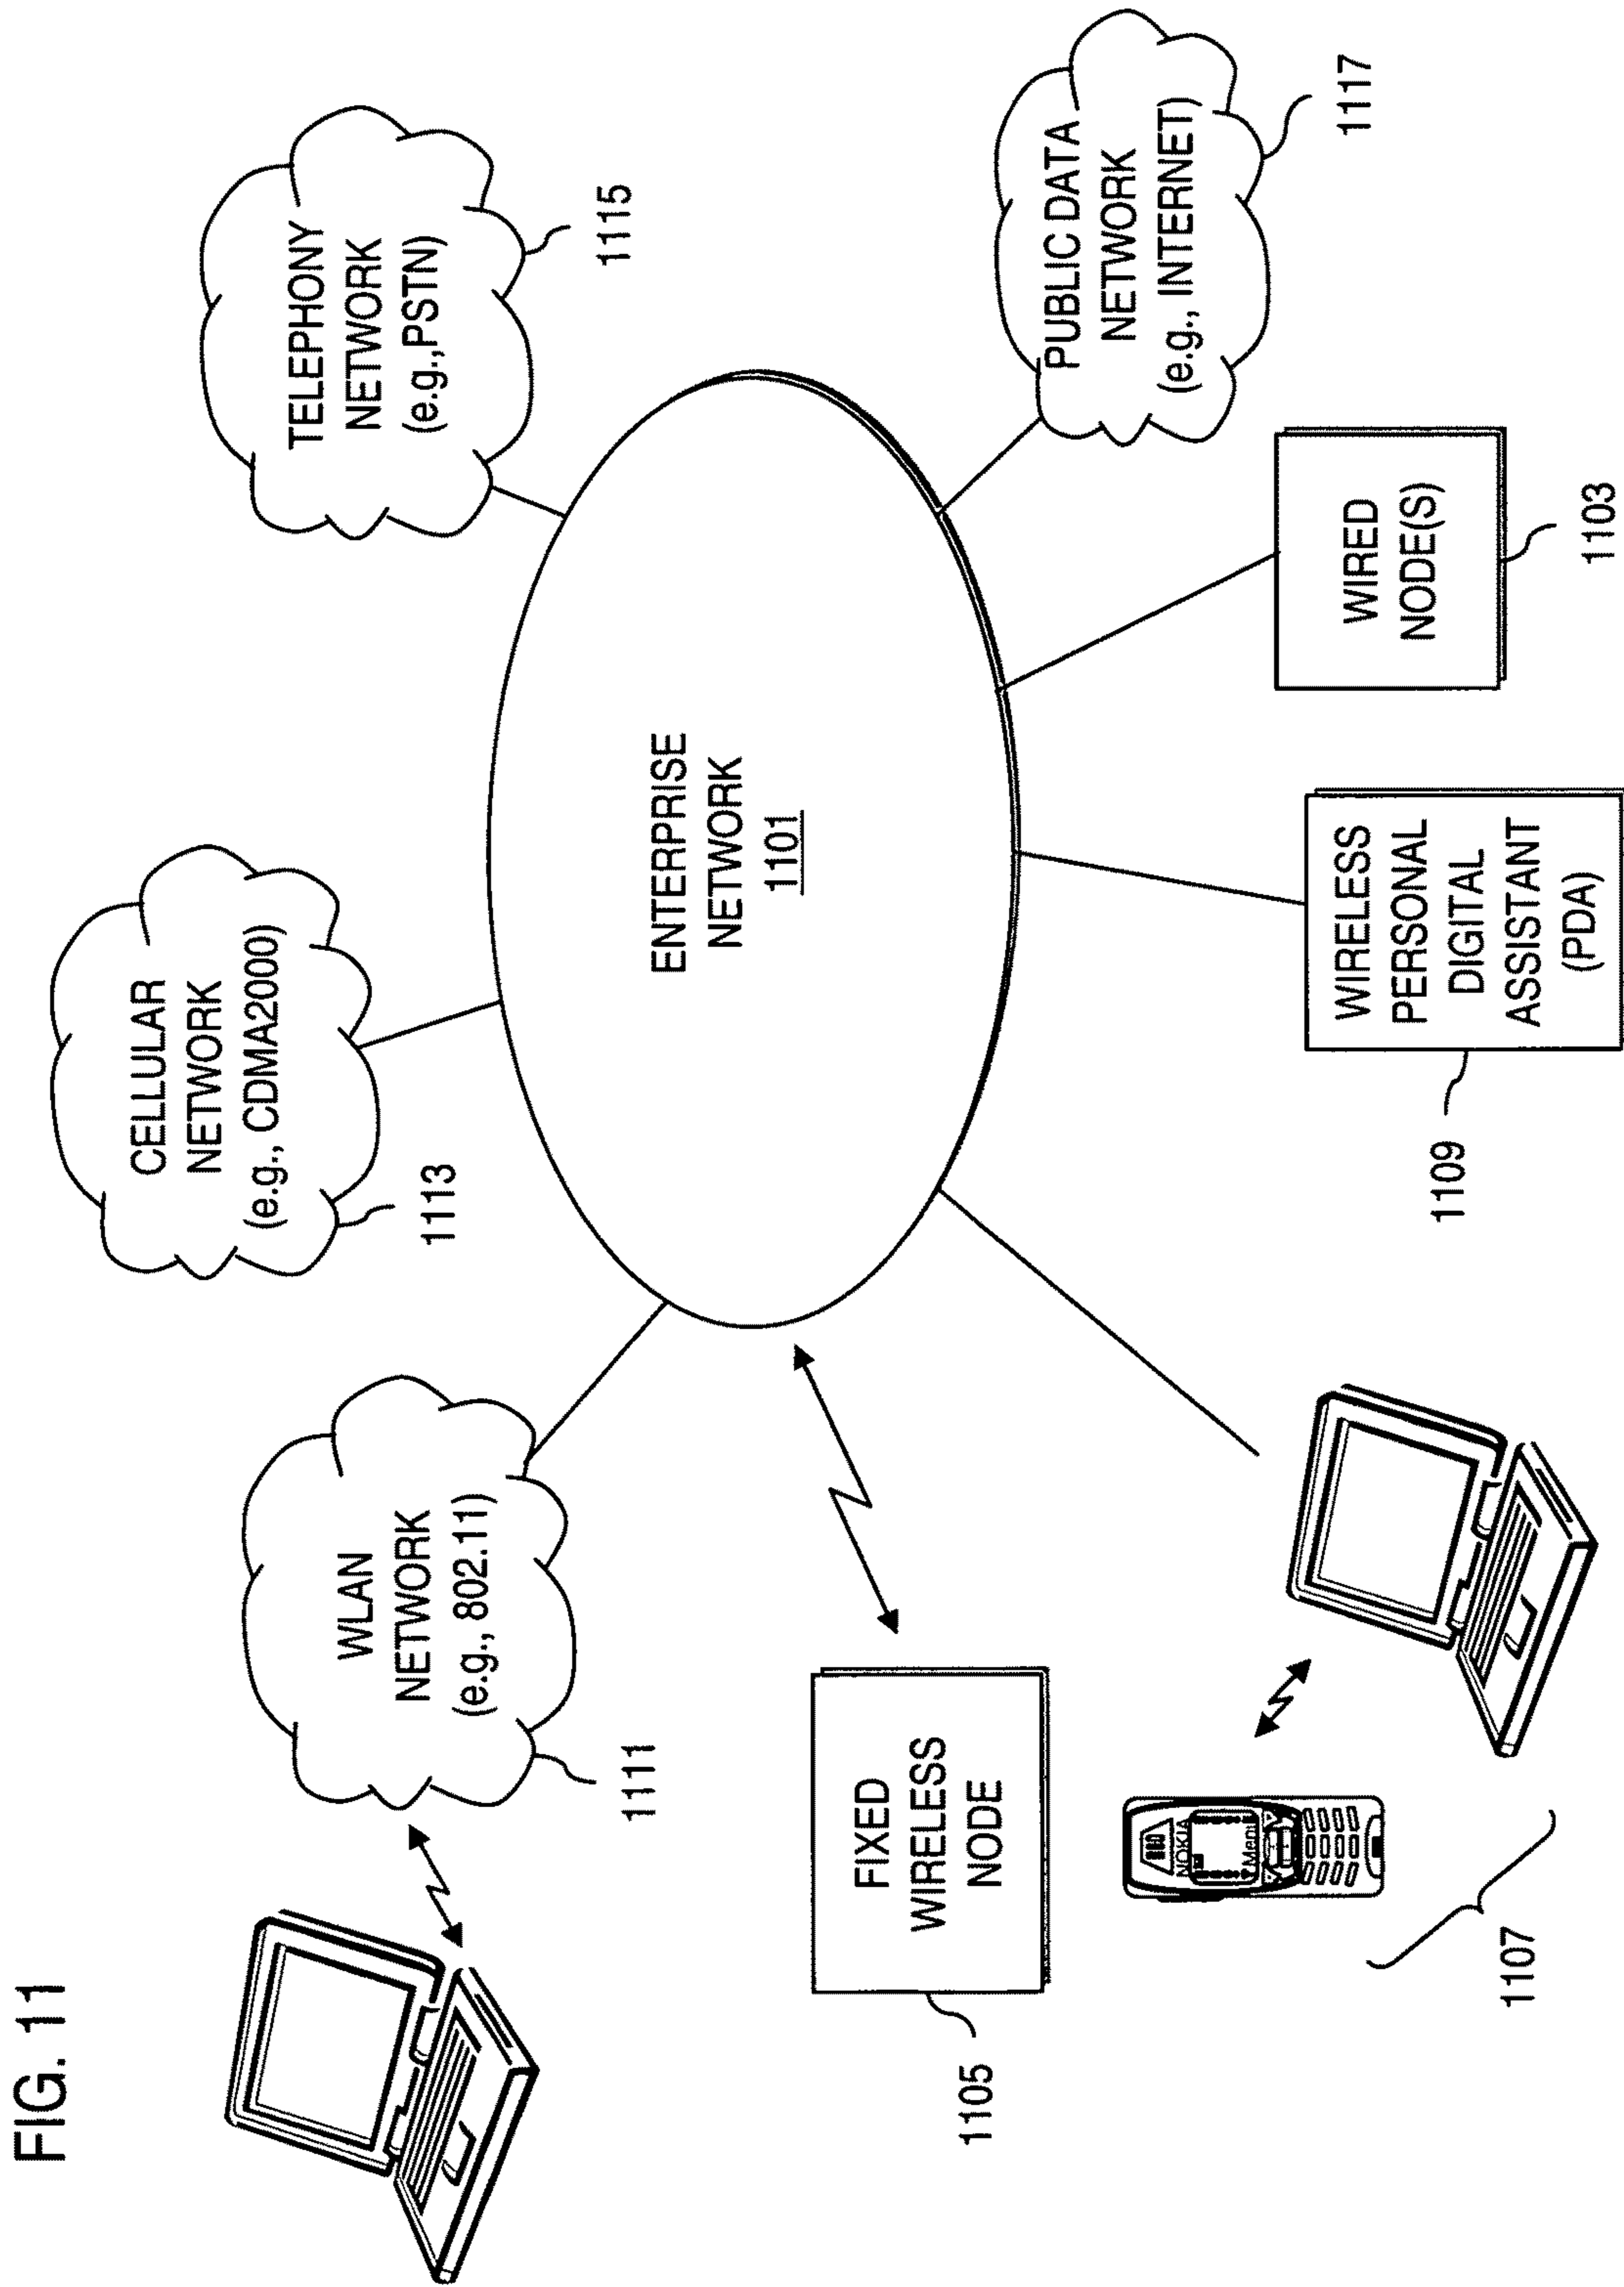 FIG. 11
WLAN
NETWORK
(e.g., 802.11)
1111
CELLULAR
NETWORK
(e.g., CDMA2000)
1113
TELEPHONY
NETWORK
(e.g.,PSTN)
1115
ENTERPRISE
NETWORK
1101
FIXED
WIRELESS
NODE
1105
NOKIA
Menu
1107
WIRELESS
PERSONAL
DIGITAL
ASSISTANT
(PDA)
1109
WIRED
NODE(S)
1103
PUBLIC DATA
NETWORK
(e.g., INTERNET)
1117